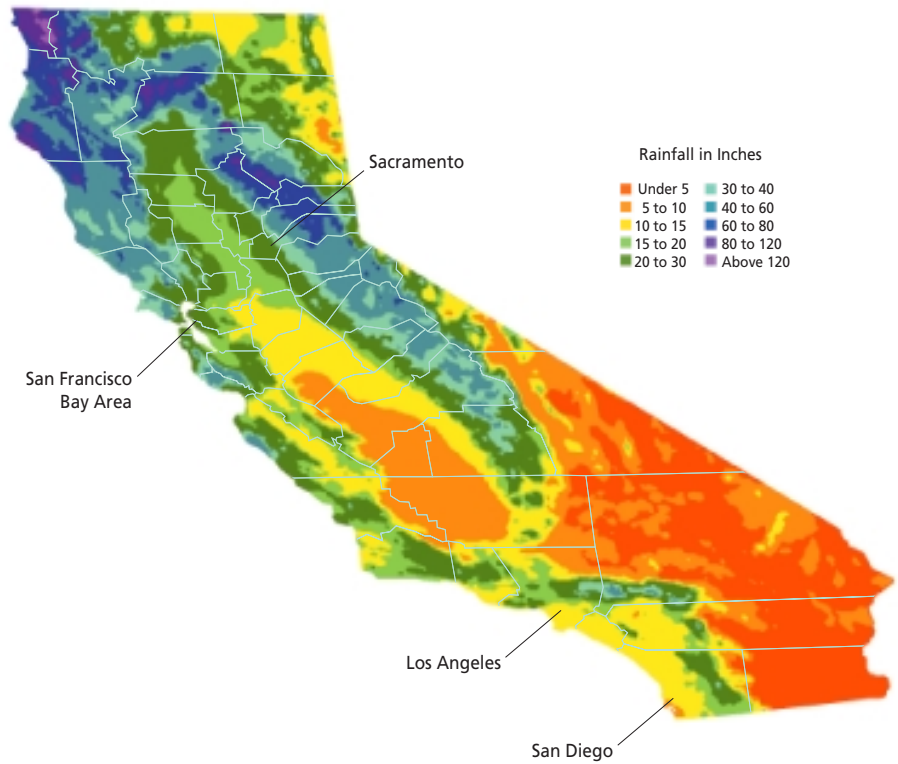 Sacramento
Rainfall in Inches
Under 5
5 to 10
10 to 15
15 to 20
20 to 30
30 to 40
40 to 60
60 to 80
80 to 120
Above 120
San Francisco
Bay Area
Los Angeles
San Diego